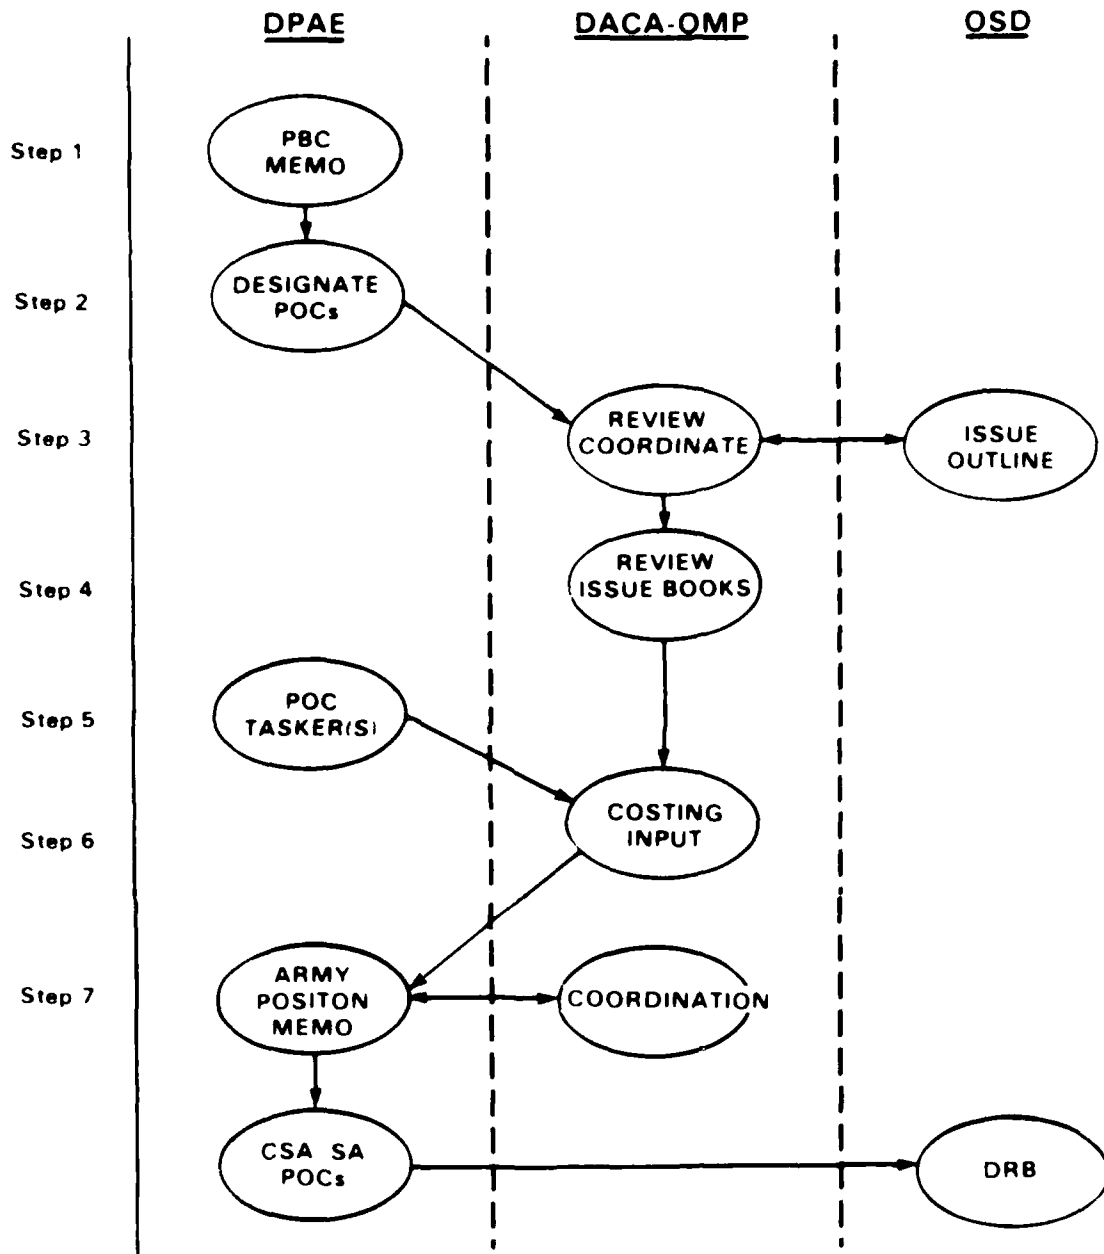 DPAE DACA-QMP OSD
Step 1
PBC
MEMO
Step 2
DESIGNATE
POCs
Step 3
REVIEW
COORDINATE
ISSUE
OUTLINE
Step 4
REVIEW
ISSUE BOOKS
Step 5
POC
TASKER(S)
Step 6
COSTING
INPUT
Step 7
ARMY
POSITON
MEMO
COORDINATION
CSA SA
POCs
DRB